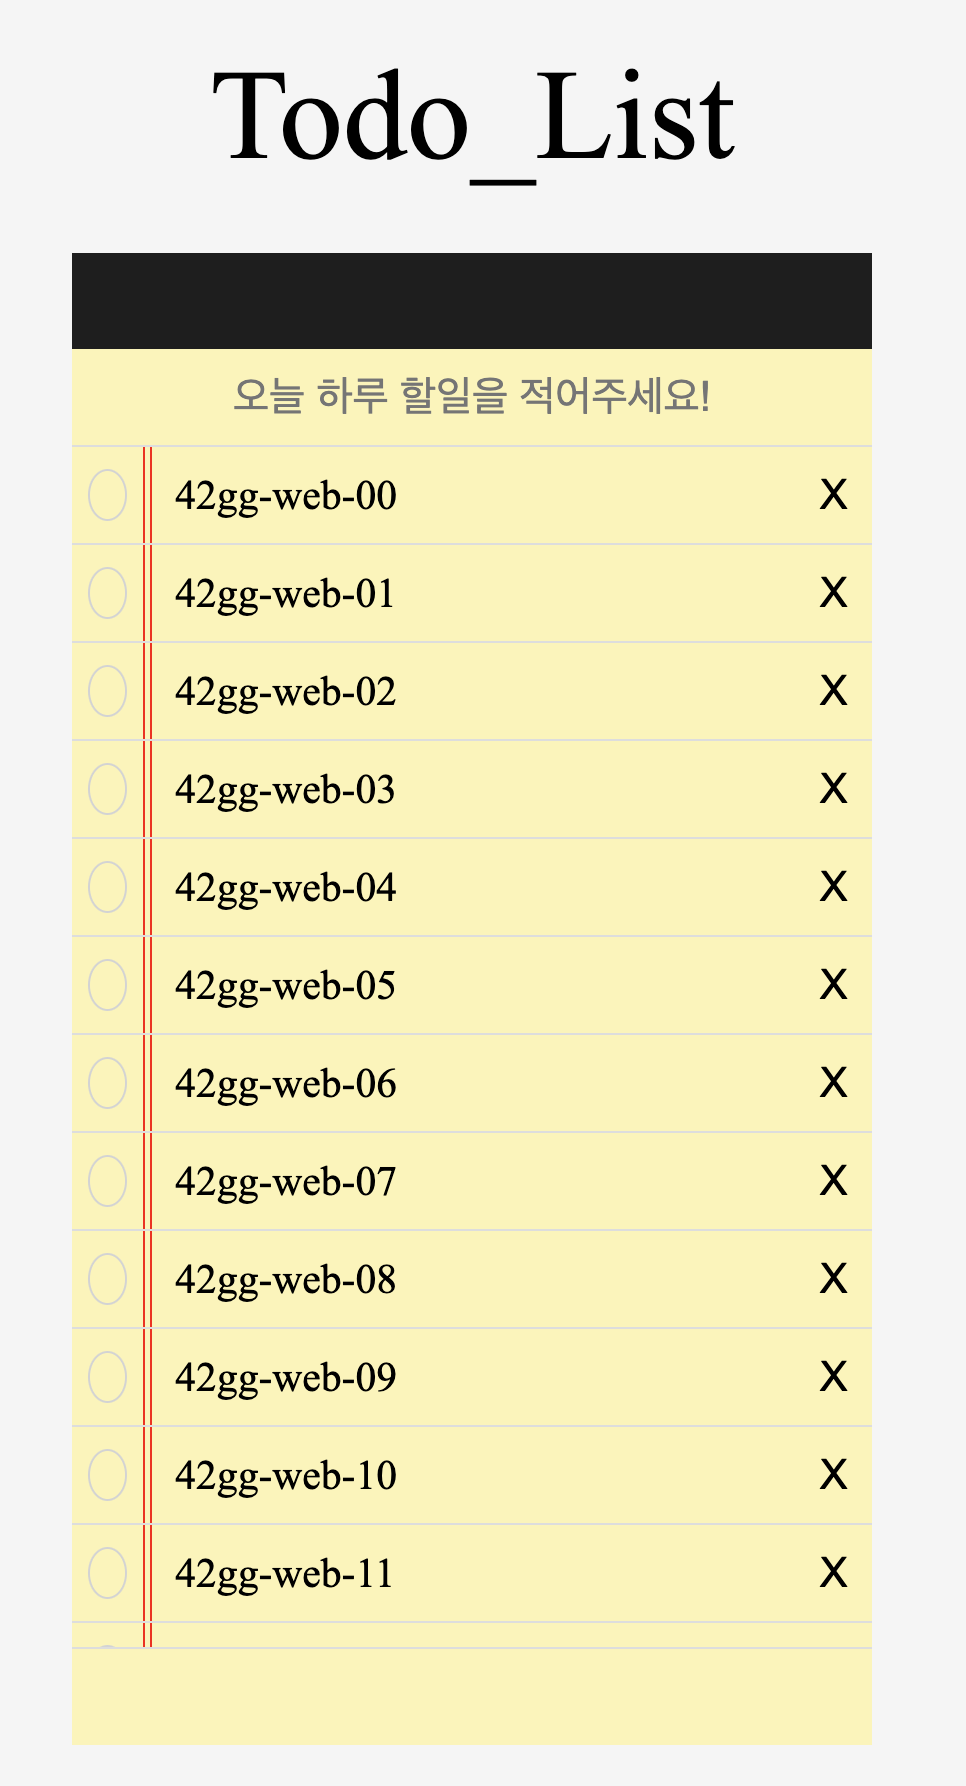 Todo_List
오늘 하루 할일을 적어주세요!
42gg-web-00 X
42gg-web-01 X
42gg-web-02 X
42gg-web-03 X
42gg-web-04 X
42gg-web-05 X
42gg-web-06 X
42gg-web-07 X
42gg-web-08 X
42gg-web-09 X
42gg-web-10 X
42gg-web-11 X